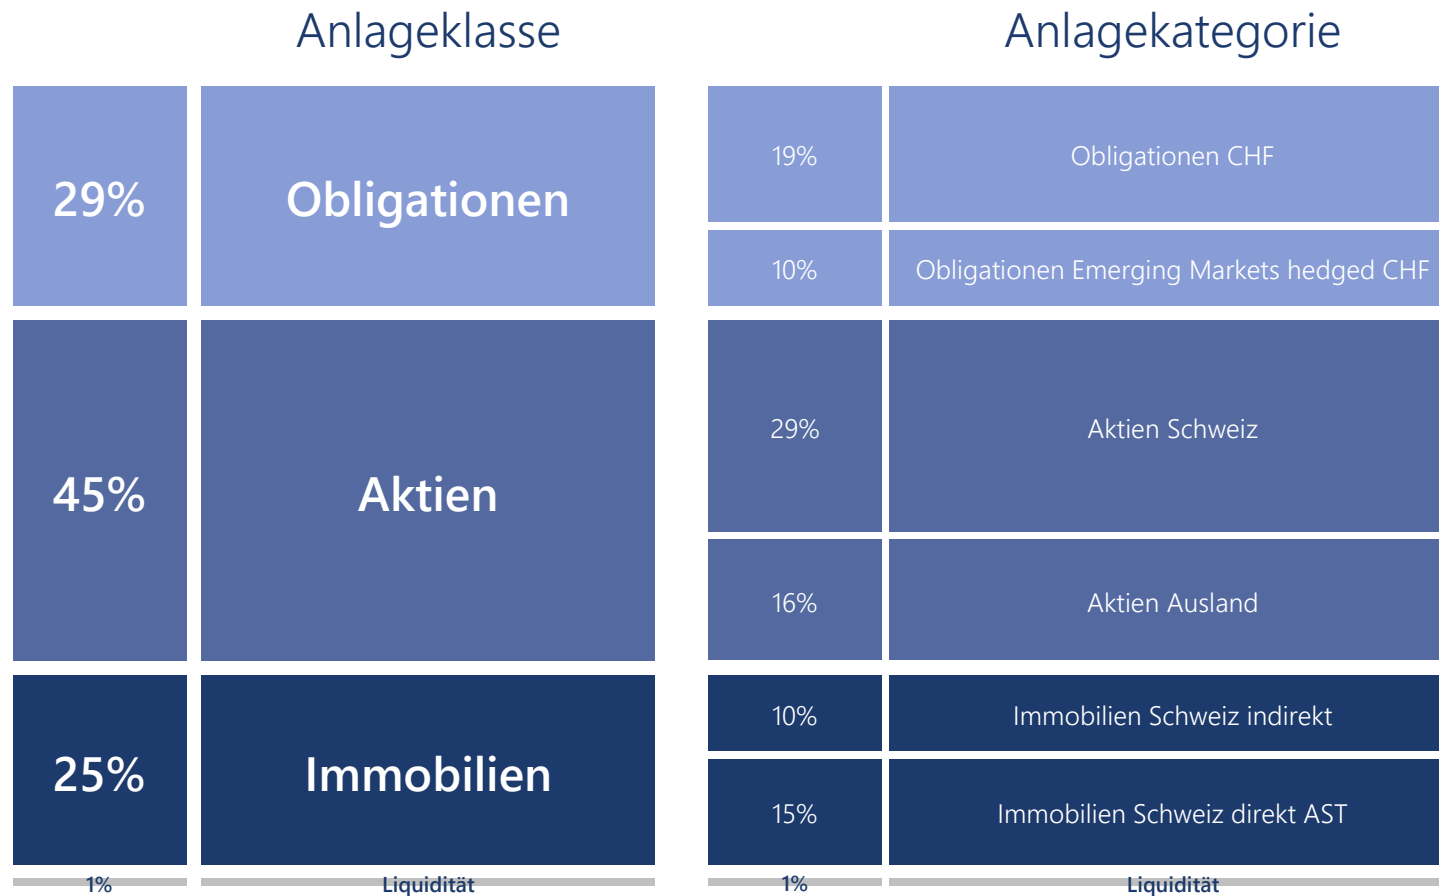 Anlageklasse
Anlagekategorie
29%
Obligationen
19%
Obligationen CHF
10%
Obligationen Emerging Markets hedged CHF
45%
Aktien
29%
Aktien Schweiz
16%
Aktien Ausland
25%
Immobilien
10%
Immobilien Schweiz indirekt
15%
Immobilien Schweiz direkt AST
1%
Liquidität
1%
Liquidität